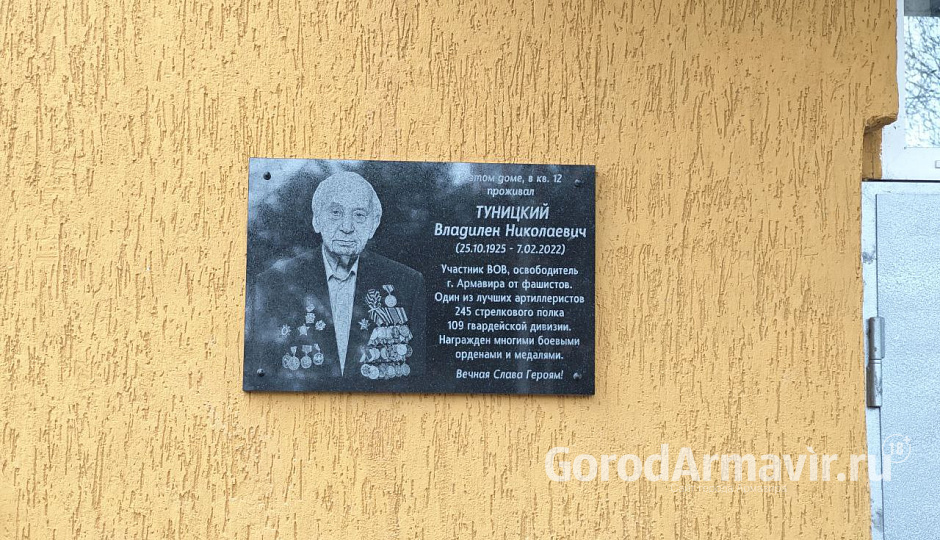 этом доме, в кв. 12
проживал
ТУНИЦКИЙ
Владилен Николаевич
(25.10.1925 - 7.02.2022)
Участник ВОВ, освободитель
г. Армавира от фашистов.
Один из лучших артиллеристов
245 стрелкового полка
109 гвардейской дивизии.
Награжден многими боевыми
орденами и медалями.
Вечная Слава Героям!
GorodArmavir.ru
18+